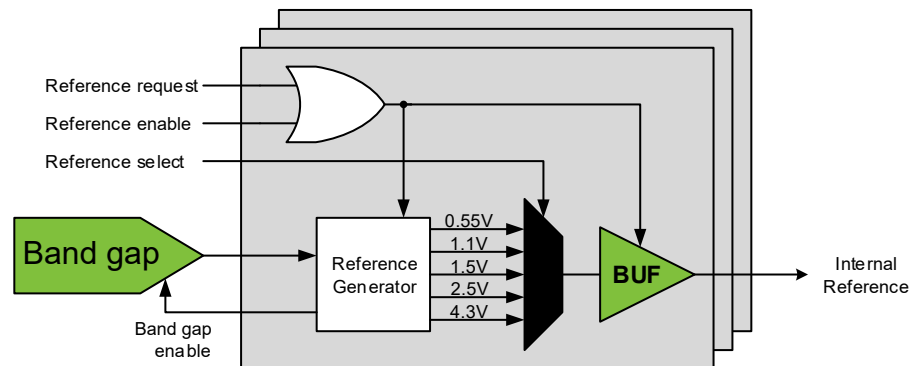 Reference request
Reference enable
Reference select
Band gap
Band gap
enable
Reference
Generator
0.55V
1.1V
1.5V
2.5V
4.3V
BUF
Internal
Reference